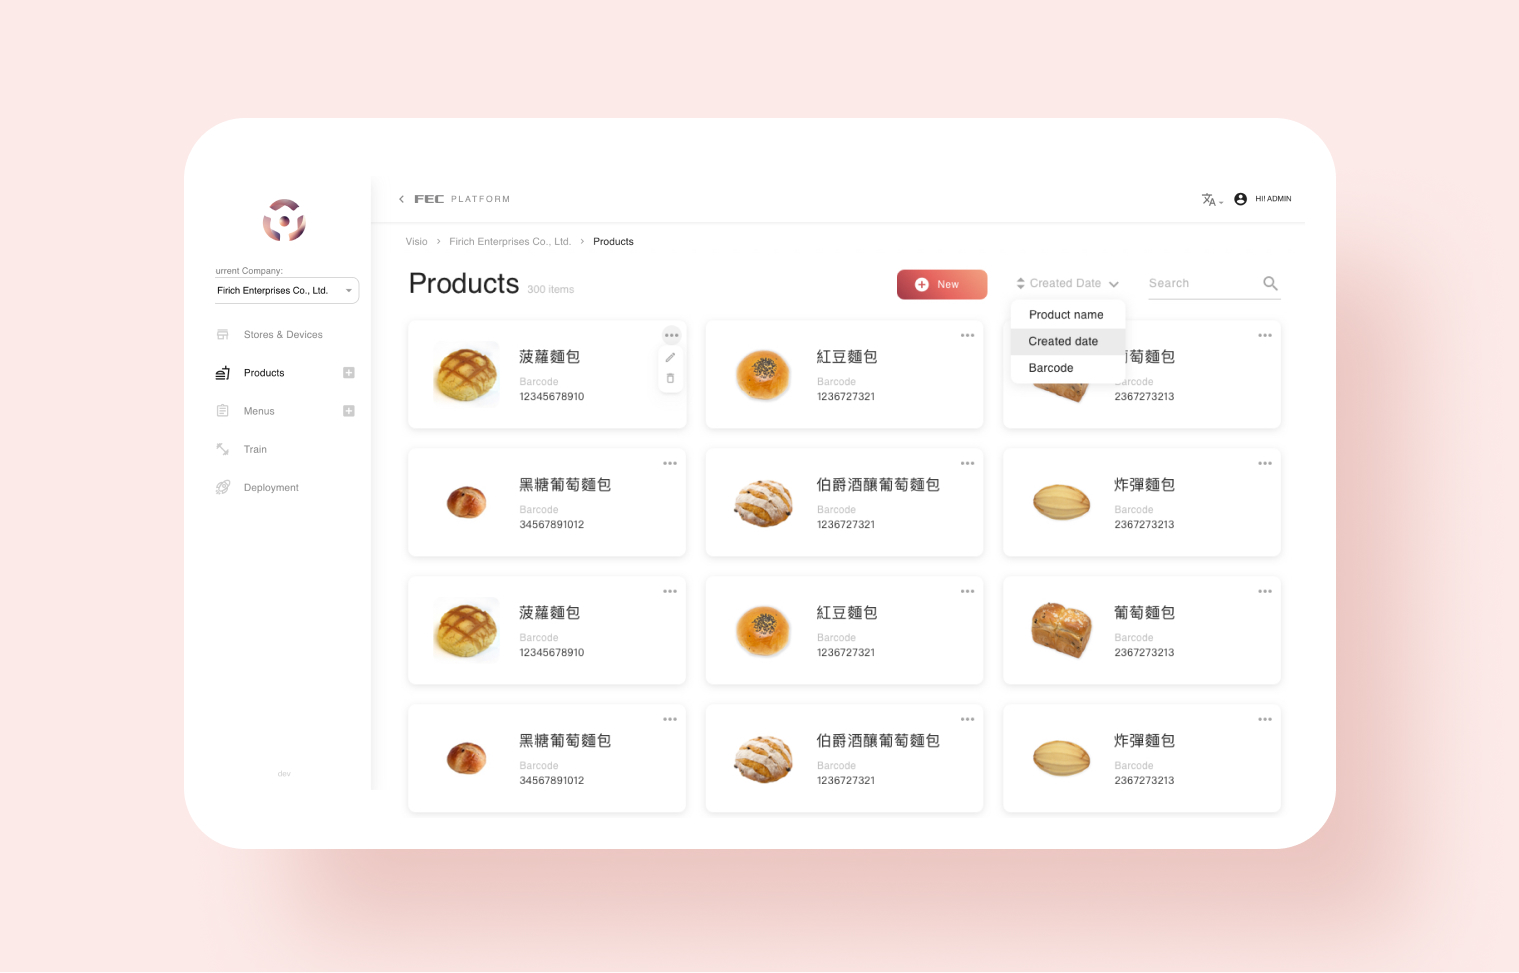 FEC PLATFORM
HI! ADMIN
urrent Company:
Firich Enterprises Co., Ltd.
Stores & Devices
Products
Menus
Train
Deployment
dev
Visio > Firich Enterprises Co., Ltd. > Products
Products 300 items
New
Created Date
Search
Product name
Created date
Barcode
菠蘿麵包
Barcode
12345678910
紅豆麵包
Barcode
1236727321
萄麵包
2367273213
黑糖葡萄麵包
Barcode
34567891012
伯爵酒釀葡萄麵包
Barcode
1236727321
炸彈麵包
Barcode
2367273213
菠蘿麵包
Barcode
12345678910
紅豆麵包
Barcode
1236727321
葡萄麵包
Barcode
2367273213
黑糖葡萄麵包
Barcode
34567891012
伯爵酒釀葡萄麵包
Barcode
1236727321
炸彈麵包
Barcode
2367273213